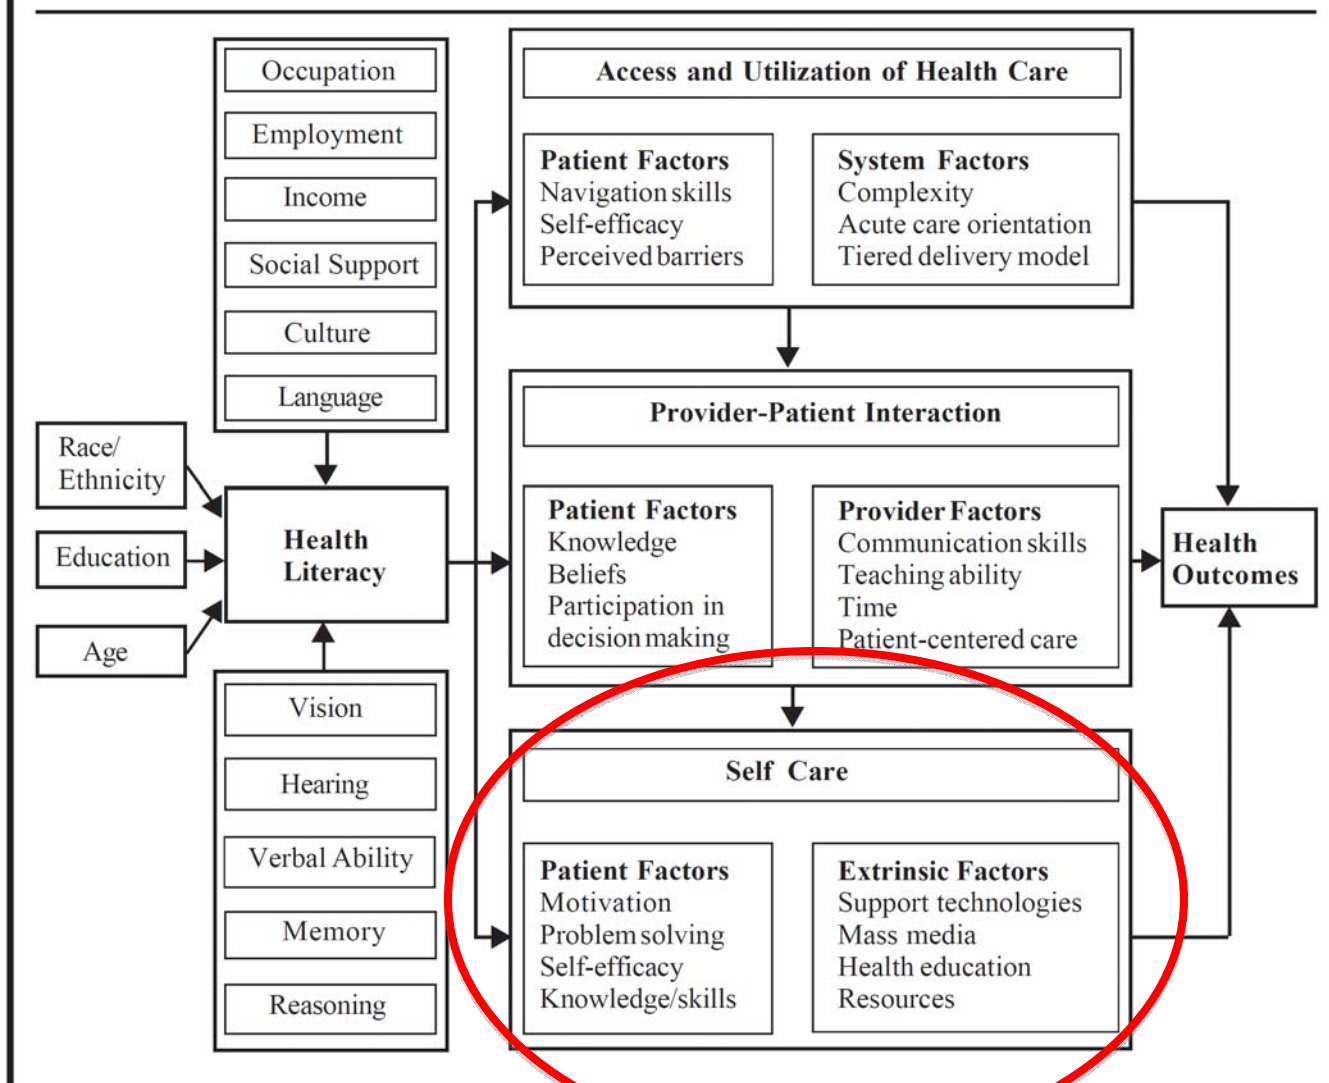 Occupation
Employment
Income
Social Support
Culture
Language
Race/
Ethnicity
Education
Age
Health
Literacy
Vision
Hearing
Verbal Ability
Memory
Reasoning
Access and Utilization of Health Care
Patient Factors
Navigation skills
Self-efficacy
Perceived barriers
System Factors
Complexity
Acute care orientation
Tiered delivery model
Provider-Patient Interaction
Patient Factors
Knowledge
Beliefs
Participation in
decision making
Provider Factors
Communication skills
Teaching ability
Time
Patient-centered care
Self Care
Patient Factors
Motivation
Problem solving
Self-efficacy
Knowledge/skills
Extrinsic Factors
Support technologies
Mass media
Health education
Resources
Health
Outcomes